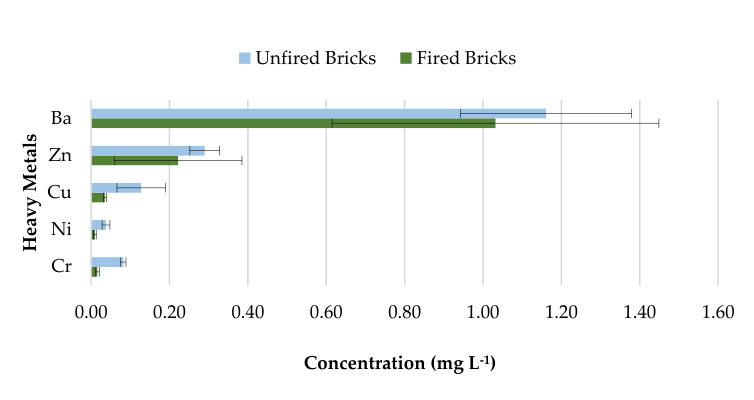 Unfired Bricks Fired Bricks
Heavy Metals
Ba
Zn
Cu
Ni
Cr
0.00 0.20 0.40 0.60 0.80 1.00 1.20 1.40 1.60
Concentration (mg L⁻¹)